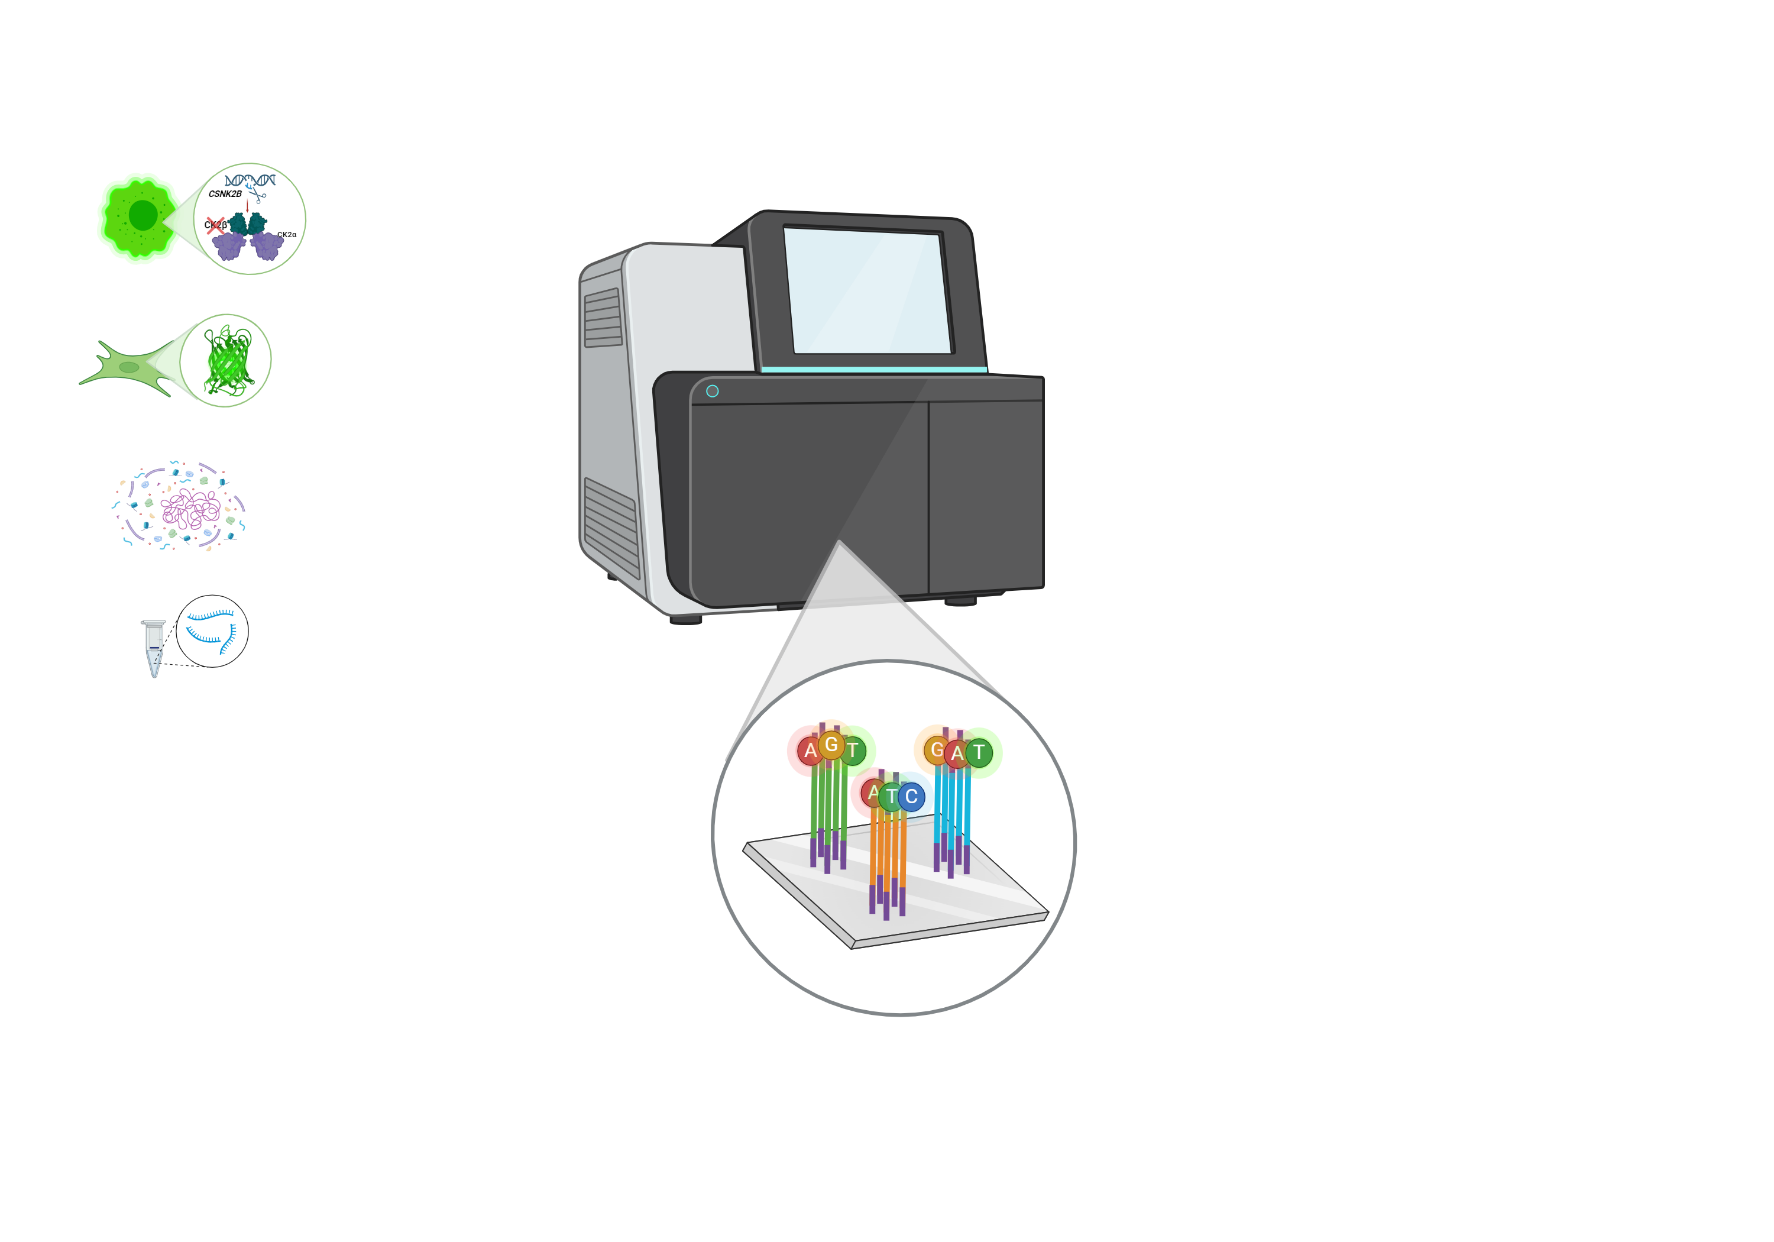 CSNK2B
CK2β
CK2α
A G T
G A T
A T C